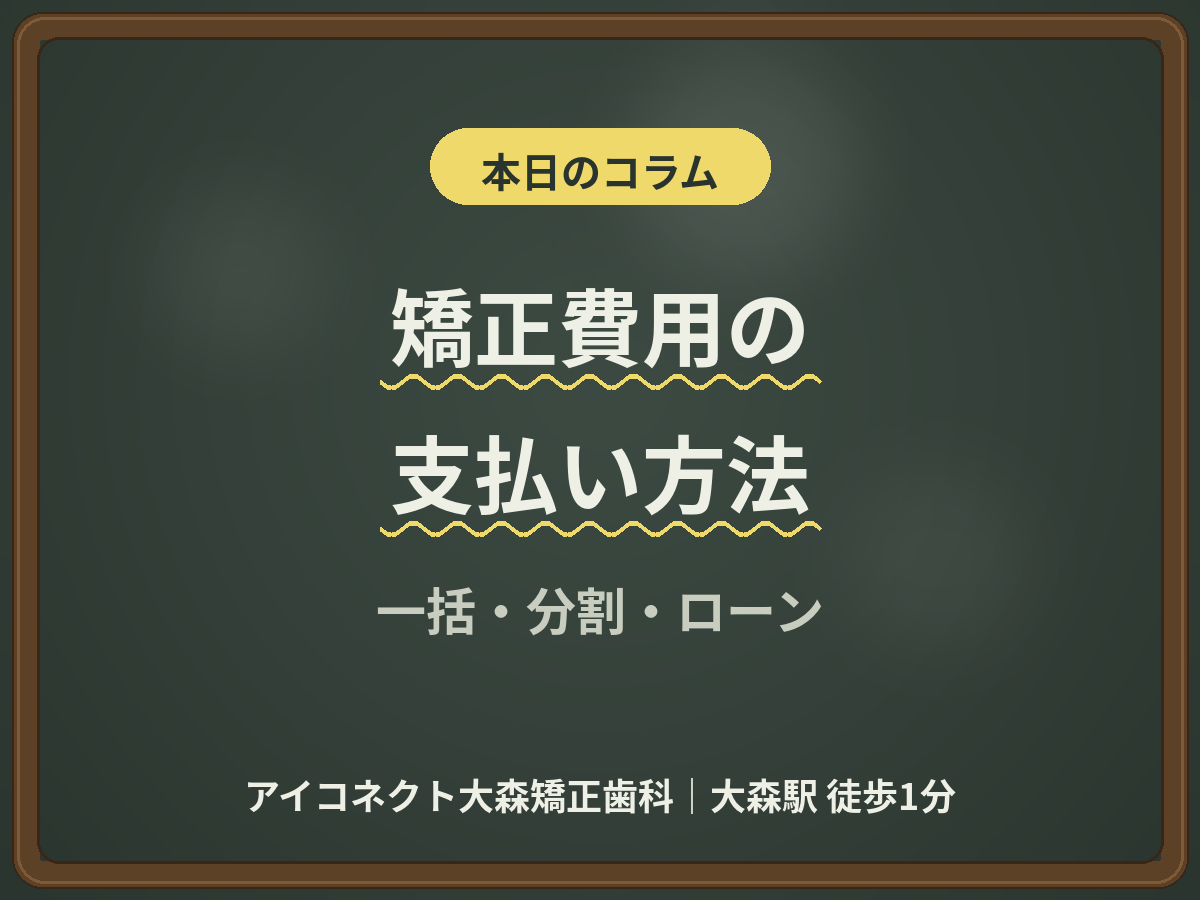 本日のコラム
矯正費用の
支払い方法
一括・分割・ローン
アイコネクト大森矯正歯科｜大森駅 徒歩1分